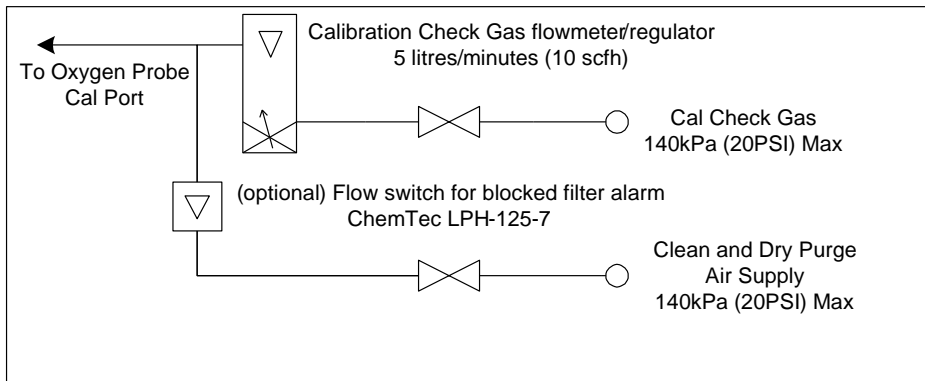 Calibration Check Gas flowmeter/regulator
5 litres/minutes (10 scfh)
To Oxygen Probe
Cal Port
Cal Check Gas
140kPa (20PSI) Max
(optional) Flow switch for blocked filter alarm
ChemTec LPH-125-7
Clean and Dry Purge
Air Supply
140kPa (20PSI) Max